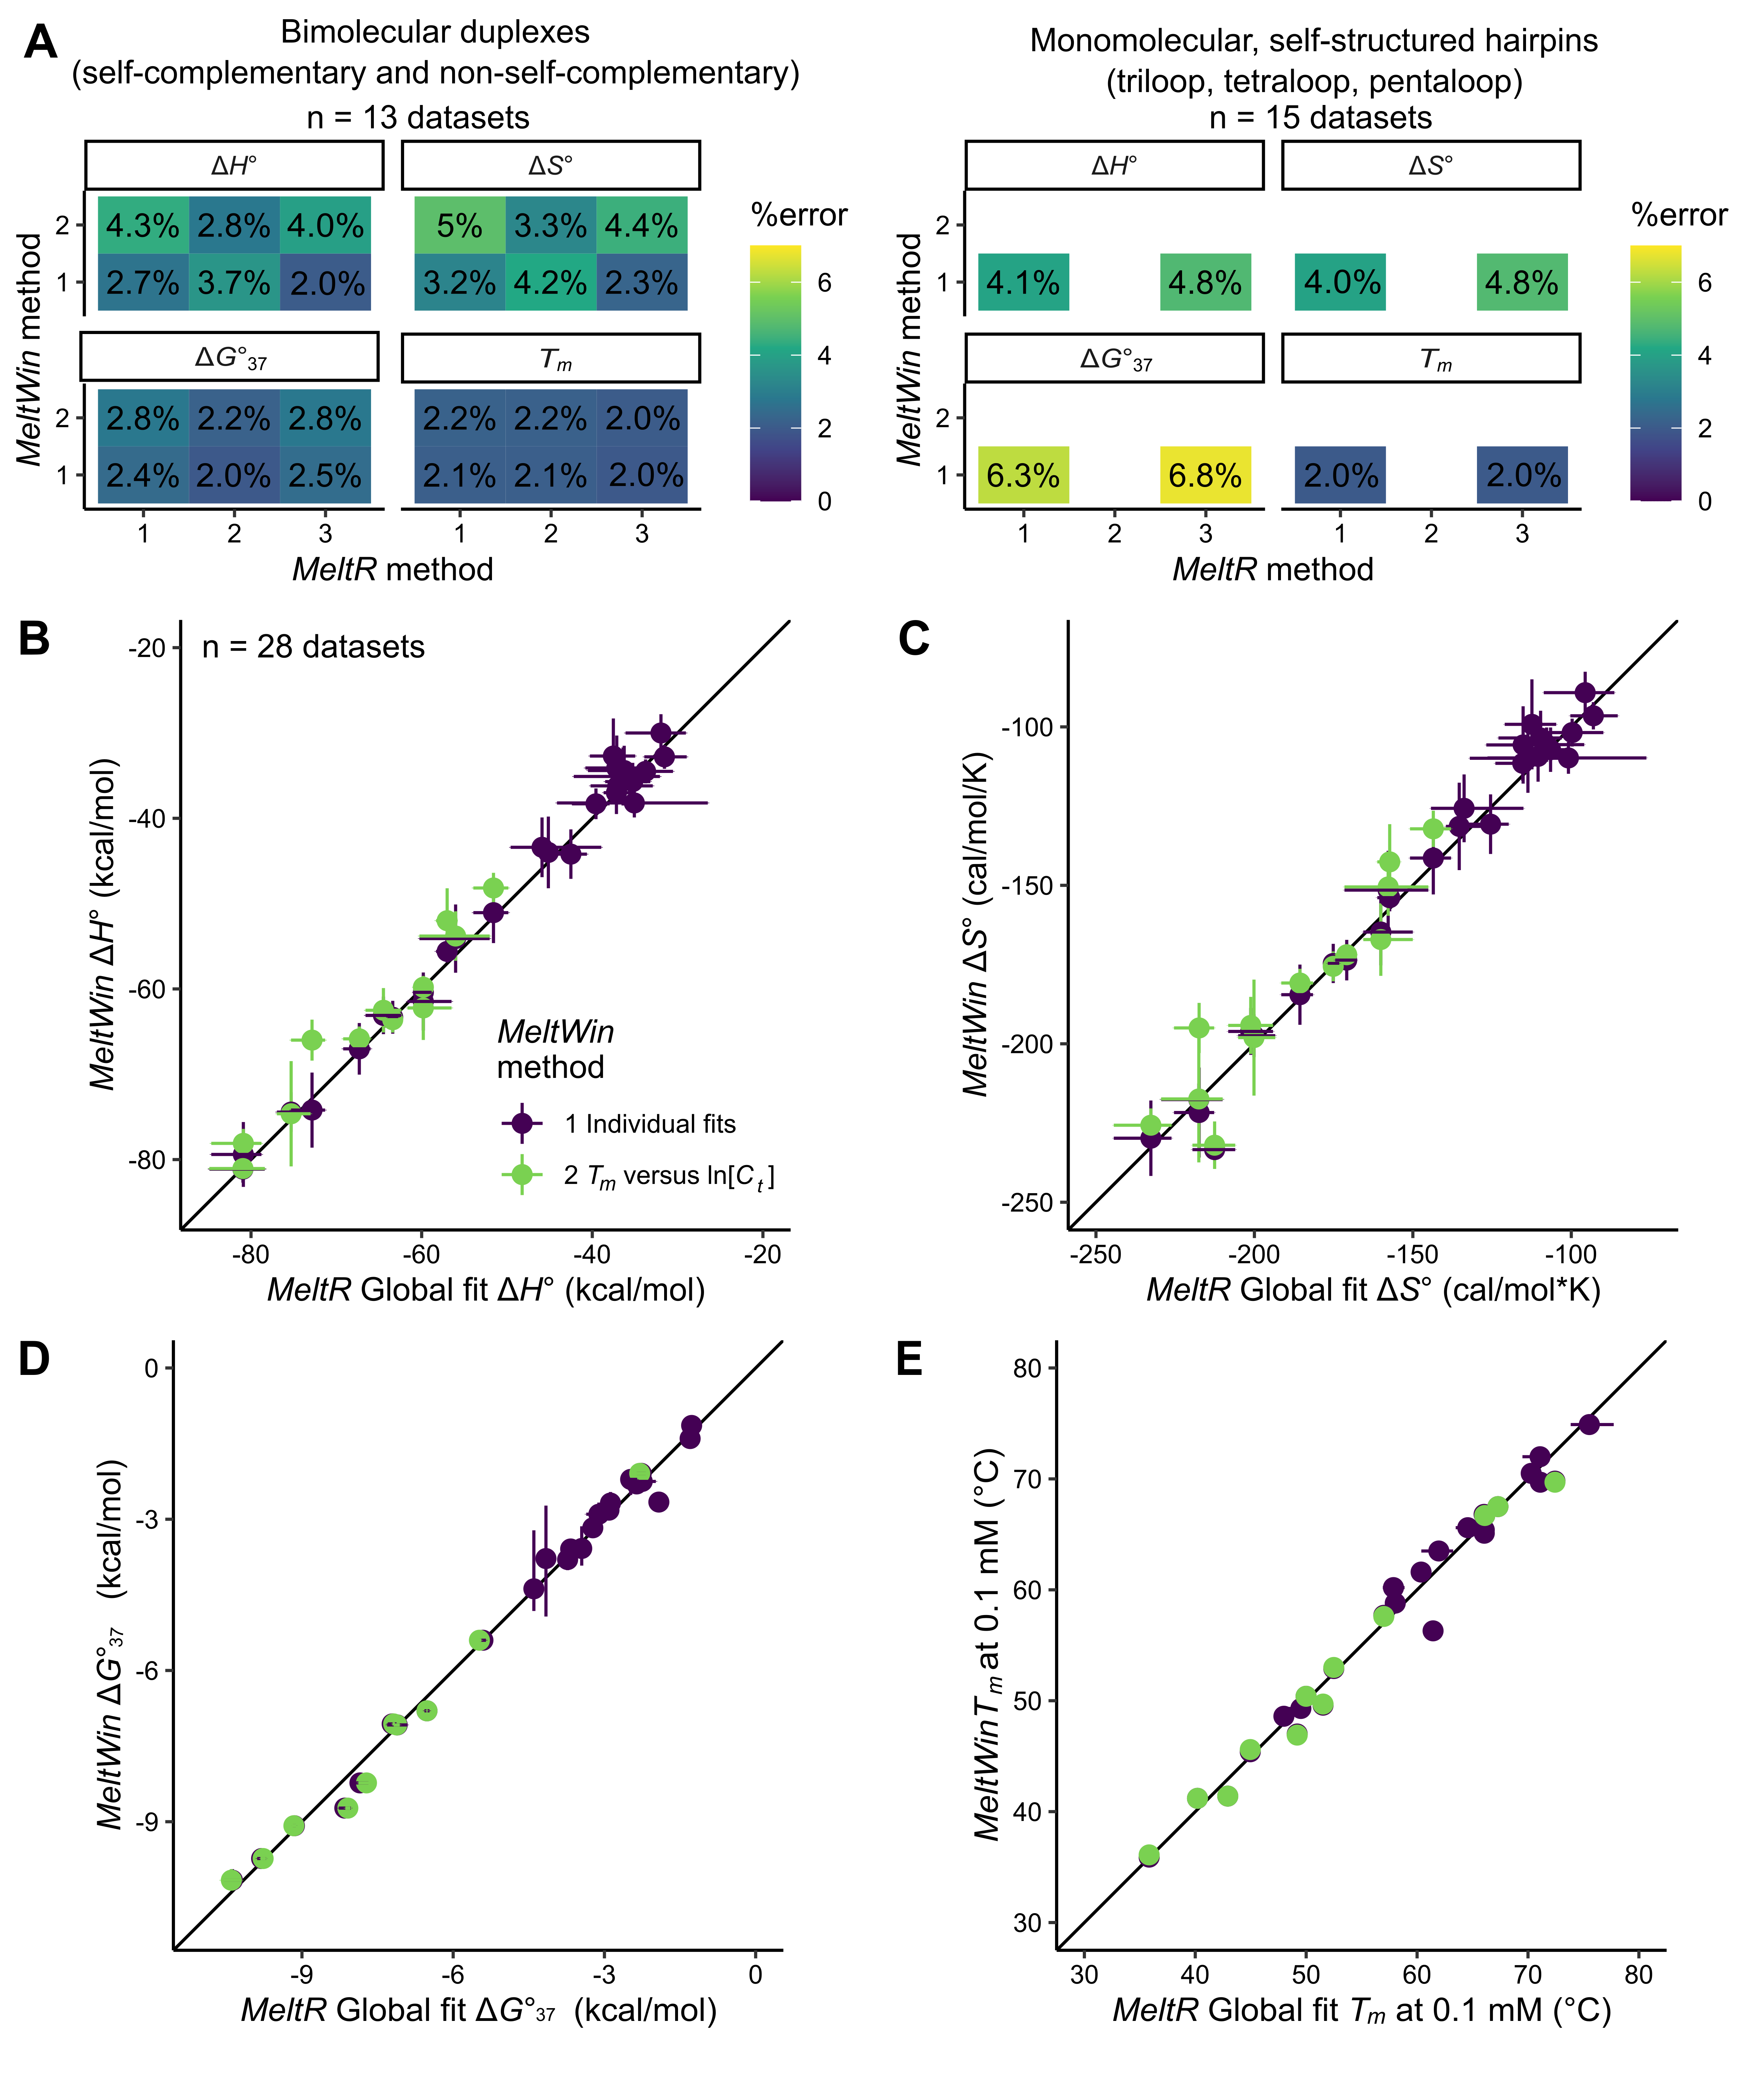 A
Bimolecular duplexes
(self-complementary and non-self-complementary)
n = 13 datasets
ΔH° ΔS°
MeltWin method
2 4.3% 2.8% 4.0% 5% 3.3% 4.4%
1 2.7% 3.7% 2.0% 3.2% 4.2% 2.3%
ΔG°37 Tm
MeltWin method
2 2.8% 2.2% 2.8% 2.2% 2.2% 2.0%
1 2.4% 2.0% 2.5% 2.1% 2.1% 2.0%
1 2 3 1 2 3
MeltR method
%error
6
4
2
0
Monomolecular, self-structured hairpins
(triloop, tetraloop, pentaloop)
n = 15 datasets
ΔH° ΔS°
MeltWin method
2
1 4.1% 4.8% 4.0% 4.8%
ΔG°37 Tm
2
1 6.3% 6.8% 2.0% 2.0%
1 2 3 1 2 3
MeltR method
%error
6
4
2
0
B
n = 28 datasets
MeltWin ΔH° (kcal/mol)
-20
-40
-60
-80
MeltWin
method
1 Individual fits
2 Tm versus ln[Ct]
-80 -60 -40 -20
MeltR Global fit ΔH° (kcal/mol)
C
MeltWin ΔS° (cal/mol/K)
-100
-150
-200
-250
-250 -200 -150 -100
MeltR Global fit ΔS° (cal/mol*K)
D
MeltWin ΔG°37 (kcal/mol)
0
-3
-6
-9
-9 -6 -3 0
MeltR Global fit ΔG°37 (kcal/mol)
E
MeltWinTm at 0.1 mM (°C)
80
70
60
50
40
30
30 40 50 60 70 80
MeltR Global fit Tm at 0.1 mM (°C)